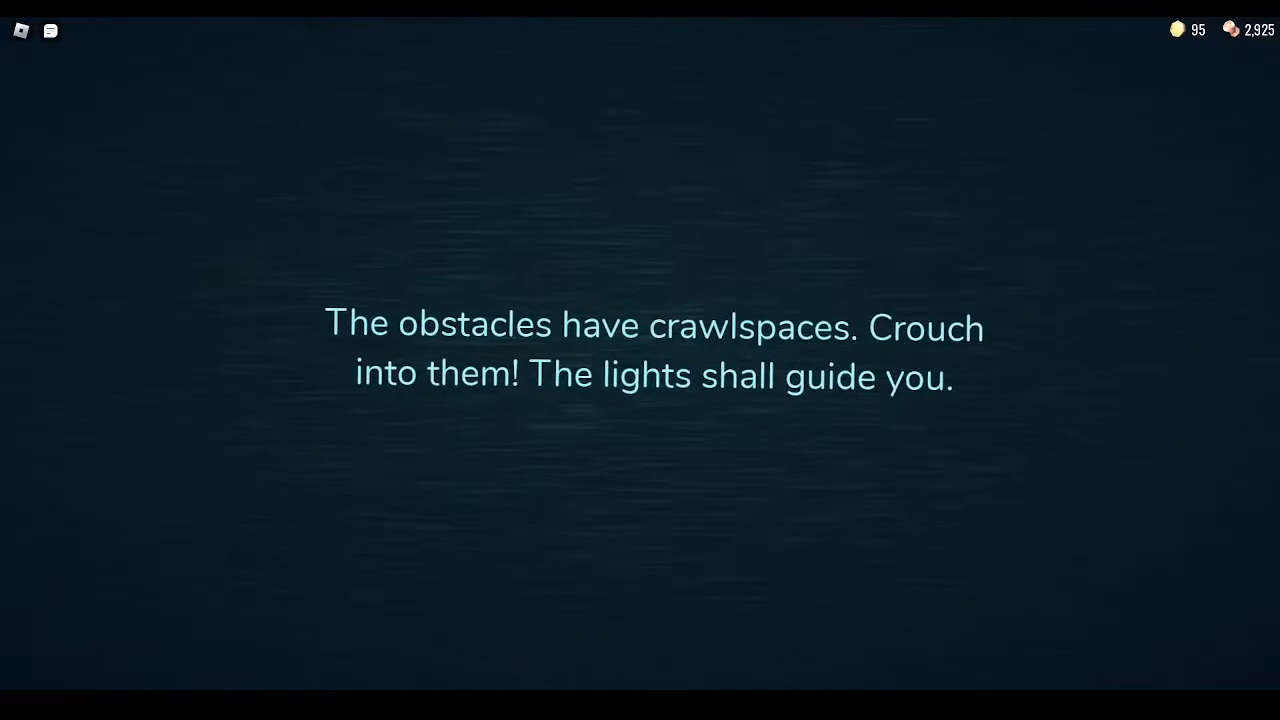 95 2,925
The obstacles have crawlspaces. Crouch
into them! The lights shall guide you.